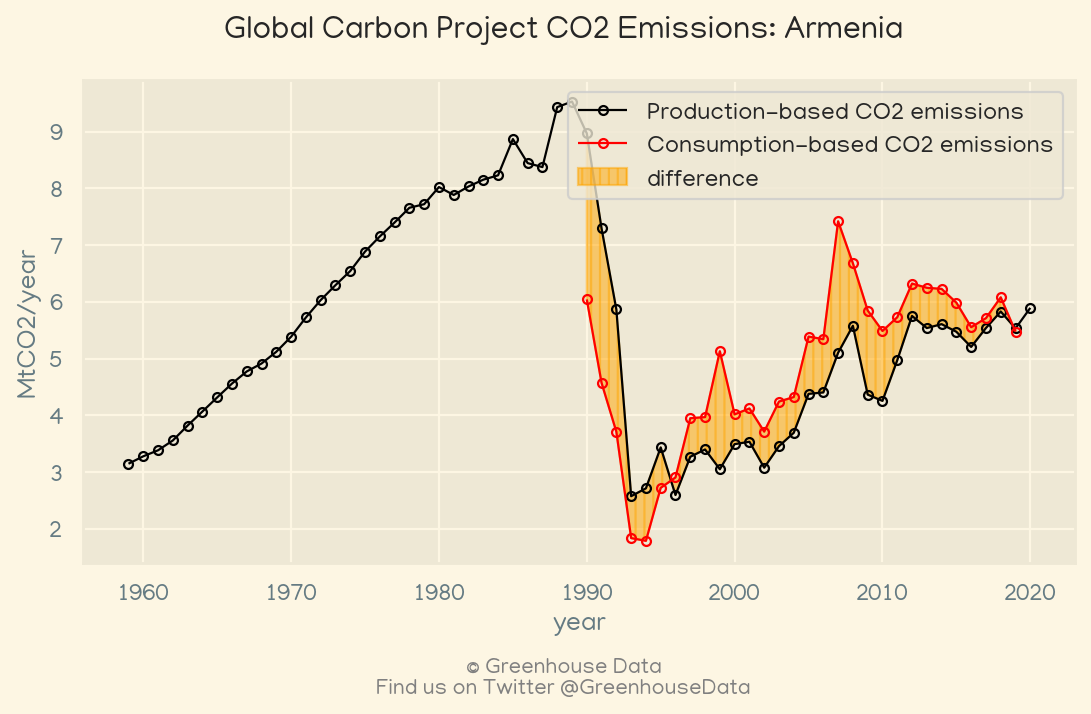 Global Carbon Project CO2 Emissions: Armenia
Production-based CO2 emissions
Consumption-based CO2 emissions
difference
9
8
7
6
5
4
3
2
MtCO2/year
1960 1970 1980 1990 2000 2010 2020
year
© Greenhouse Data
Find us on Twitter @GreenhouseData